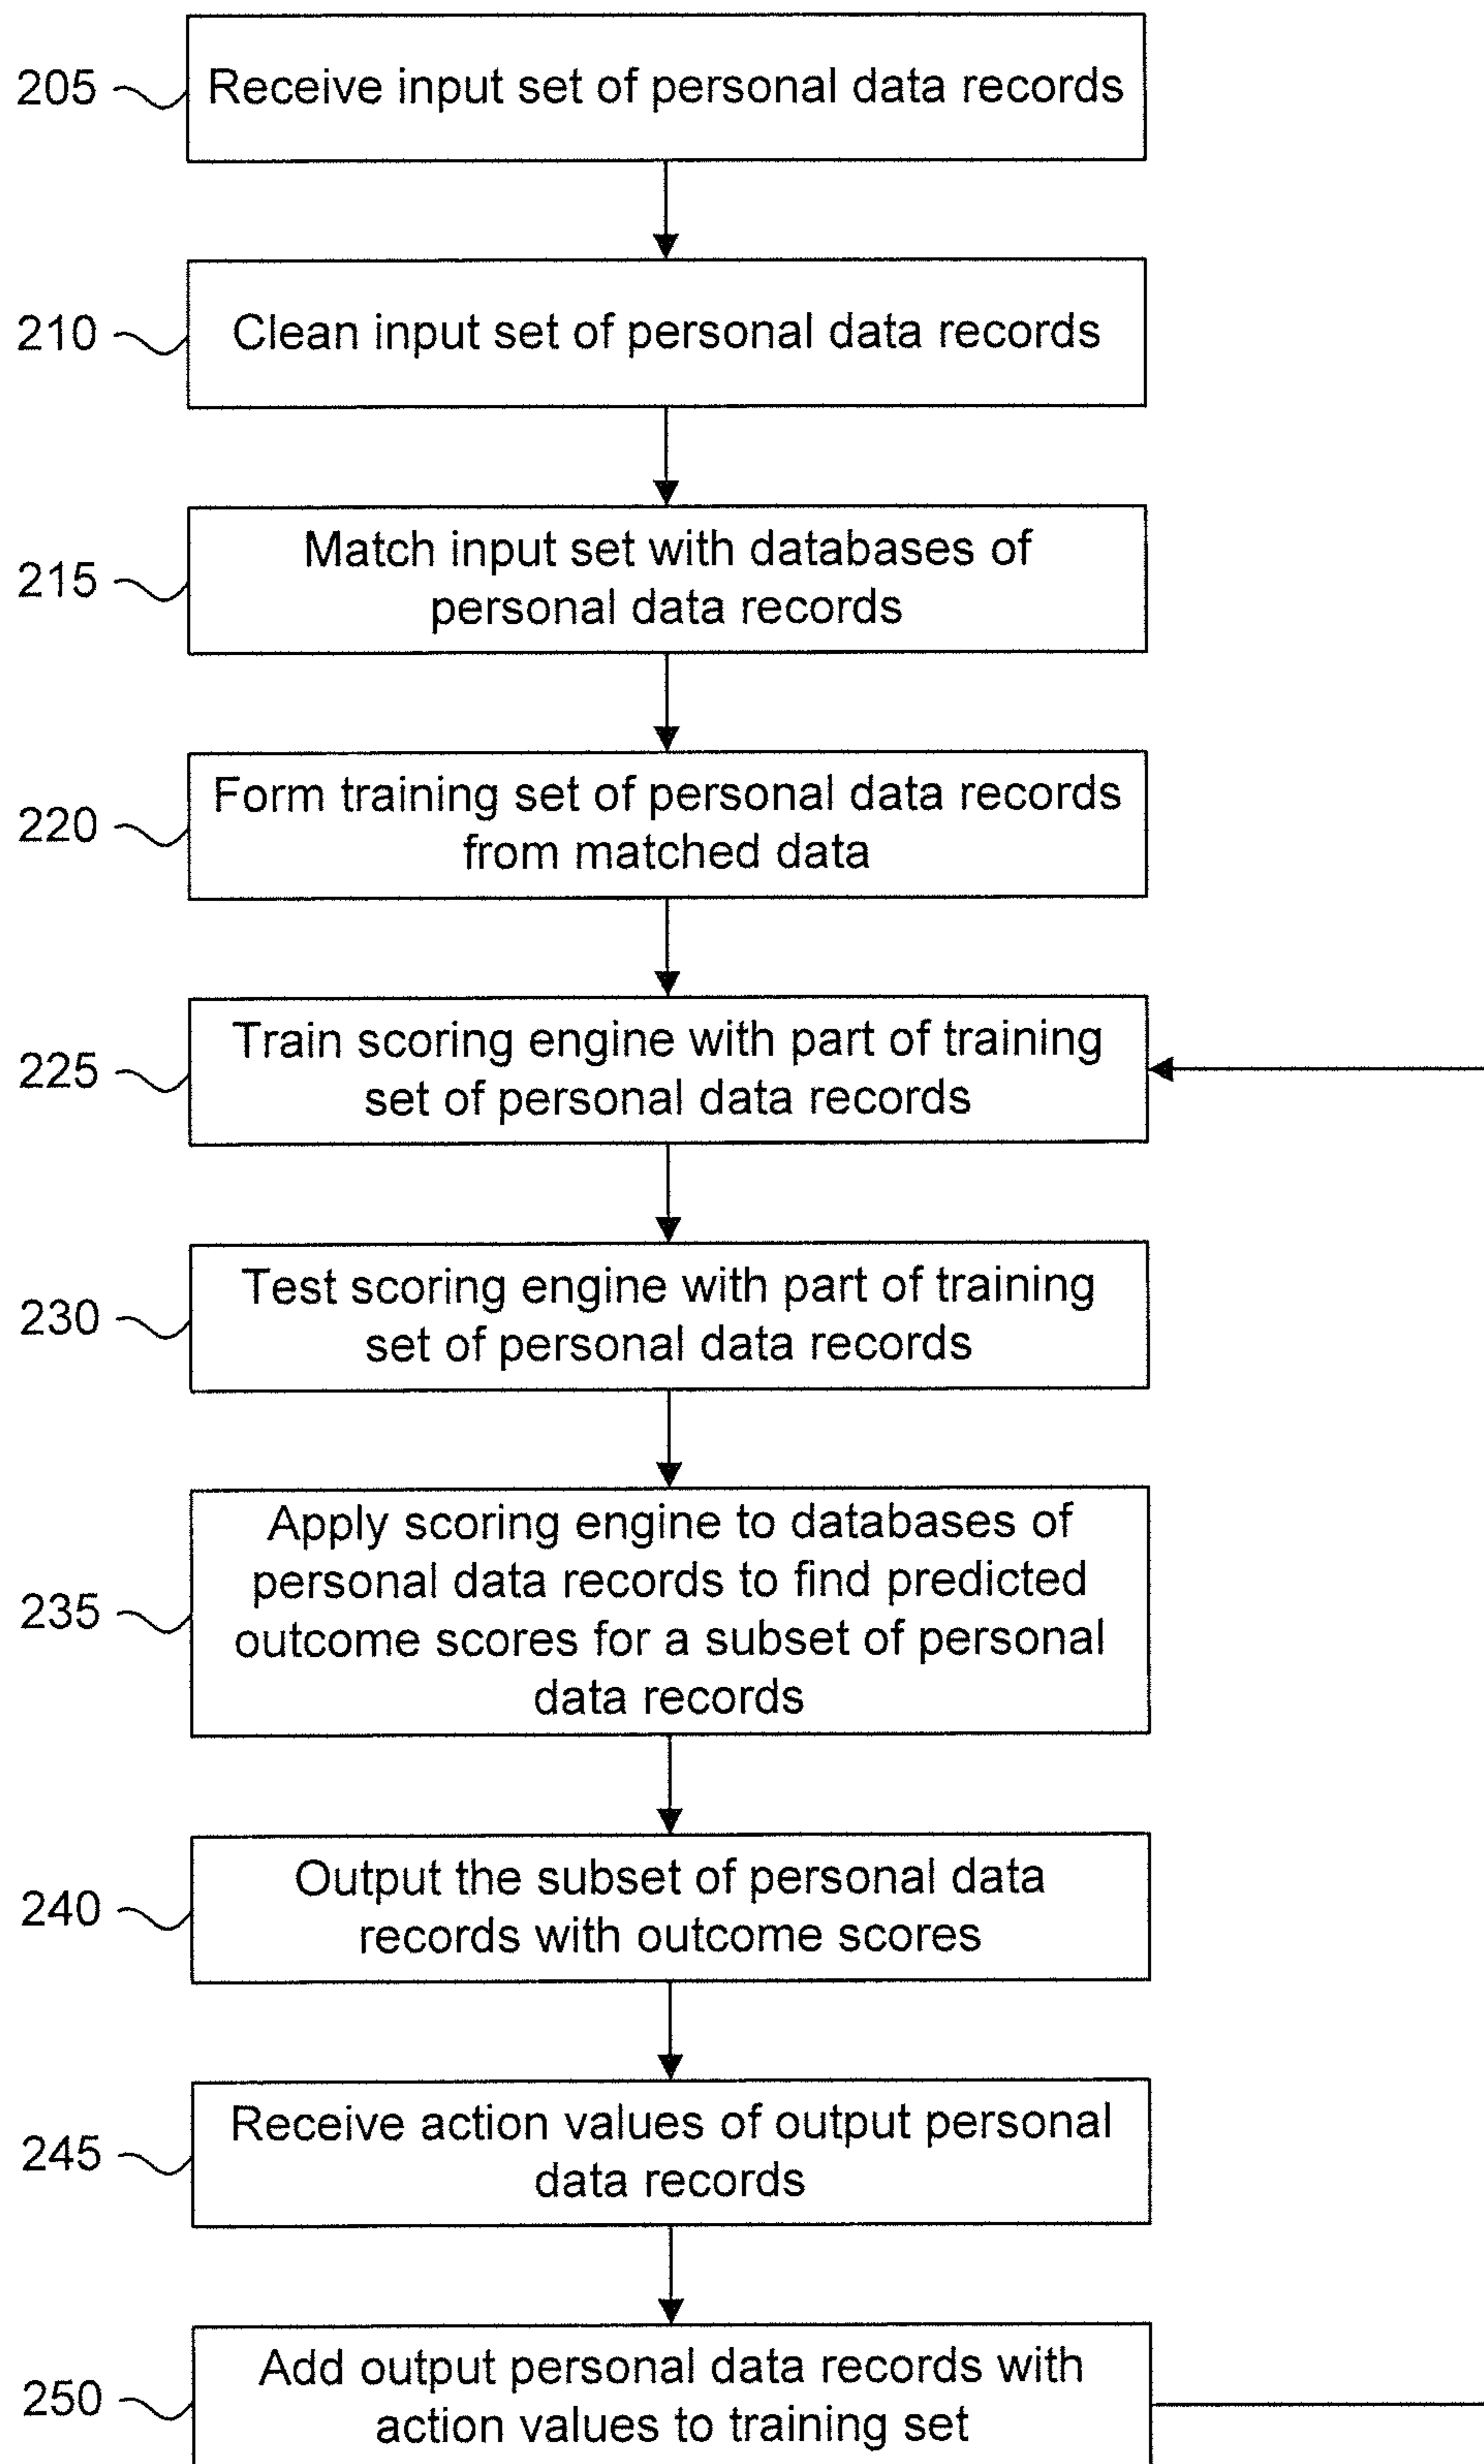 205
Receive input set of personal data records
210
Clean input set of personal data records
215
Match input set with databases of
personal data records
220
Form training set of personal data records
from matched data
225
Train scoring engine with part of training
set of personal data records
230
Test scoring engine with part of training
set of personal data records
235
Apply scoring engine to databases of
personal data records to find predicted
outcome scores for a subset of personal
data records
240
Output the subset of personal data
records with outcome scores
245
Receive action values of output personal
data records
250
Add output personal data records with
action values to training set